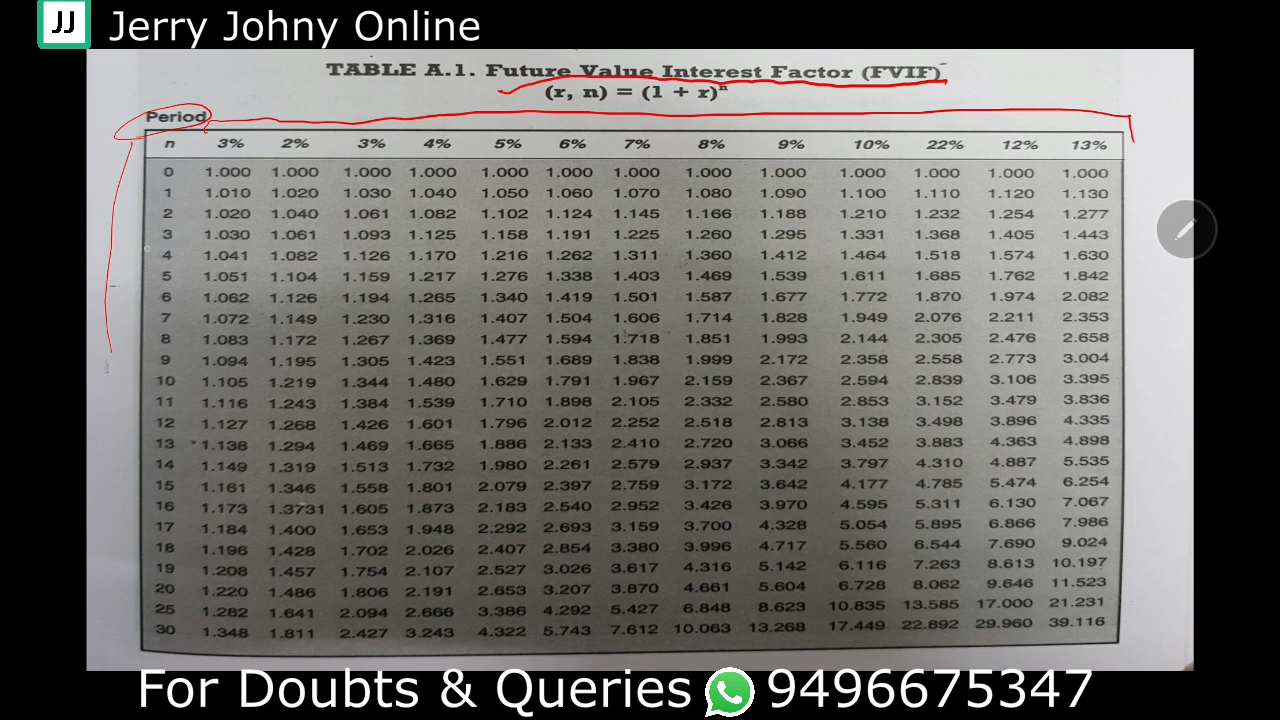 JJ Jerry Johny Online
TABLE A.1. Future Value Interest Factor (FVIF)
(r, n) = (1 + r)ⁿ
Period
n 3% 2% 3% 4% 5% 6% 7% 8% 9% 10% 22% 12% 13%
0 1.000 1.000 1.000 1.000 1.000 1.000 1.000 1.000 1.000 1.000 1.000 1.000 1.000
1 1.010 1.020 1.030 1.040 1.050 1.060 1.070 1.080 1.090 1.100 1.110 1.120 1.130
2 1.020 1.040 1.061 1.082 1.102 1.124 1.145 1.166 1.188 1.210 1.232 1.254 1.277
3 1.030 1.061 1.093 1.125 1.158 1.191 1.225 1.260 1.295 1.331 1.368 1.405 1.443
4 1.041 1.082 1.126 1.170 1.216 1.262 1.311 1.360 1.412 1.464 1.518 1.574 1.630
5 1.051 1.104 1.159 1.217 1.276 1.338 1.403 1.469 1.539 1.611 1.685 1.762 1.842
6 1.062 1.126 1.194 1.265 1.340 1.419 1.501 1.587 1.677 1.772 1.870 1.974 2.082
7 1.072 1.149 1.230 1.316 1.407 1.504 1.606 1.714 1.828 1.949 2.076 2.211 2.353
8 1.083 1.172 1.267 1.369 1.477 1.594 1.718 1.851 1.993 2.144 2.305 2.476 2.658
9 1.094 1.195 1.305 1.423 1.551 1.689 1.838 1.999 2.172 2.358 2.558 2.773 3.004
10 1.105 1.219 1.344 1.480 1.629 1.791 1.967 2.159 2.367 2.594 2.839 3.106 3.395
11 1.116 1.243 1.384 1.539 1.710 1.898 2.105 2.332 2.580 2.853 3.152 3.479 3.836
12 1.127 1.268 1.426 1.601 1.796 2.012 2.252 2.518 2.813 3.138 3.498 3.896 4.335
13 1.138 1.294 1.469 1.665 1.886 2.133 2.410 2.720 3.066 3.452 3.883 4.363 4.898
14 1.149 1.319 1.513 1.732 1.980 2.261 2.579 2.937 3.342 3.797 4.310 4.887 5.535
15 1.161 1.346 1.558 1.801 2.079 2.397 2.759 3.172 3.642 4.177 4.785 5.474 6.254
16 1.173 1.3731 1.605 1.873 2.183 2.540 2.952 3.426 3.970 4.595 5.311 6.130 7.067
17 1.184 1.400 1.653 1.948 2.292 2.693 3.159 3.700 4.328 5.054 5.895 6.866 7.986
18 1.196 1.428 1.702 2.026 2.407 2.854 3.380 3.996 4.717 5.560 6.544 7.690 9.024
19 1.208 1.457 1.754 2.107 2.527 3.026 3.617 4.316 5.142 6.116 7.263 8.613 10.197
20 1.220 1.486 1.806 2.191 2.653 3.207 3.870 4.661 5.604 6.728 8.062 9.646 11.523
25 1.282 1.641 2.094 2.666 3.386 4.292 5.427 6.848 8.623 10.835 13.585 17.000 21.231
30 1.348 1.811 2.427 3.243 4.322 5.743 7.612 10.063 13.268 17.449 22.892 29.960 39.116
For Doubts & Queries 9496675347